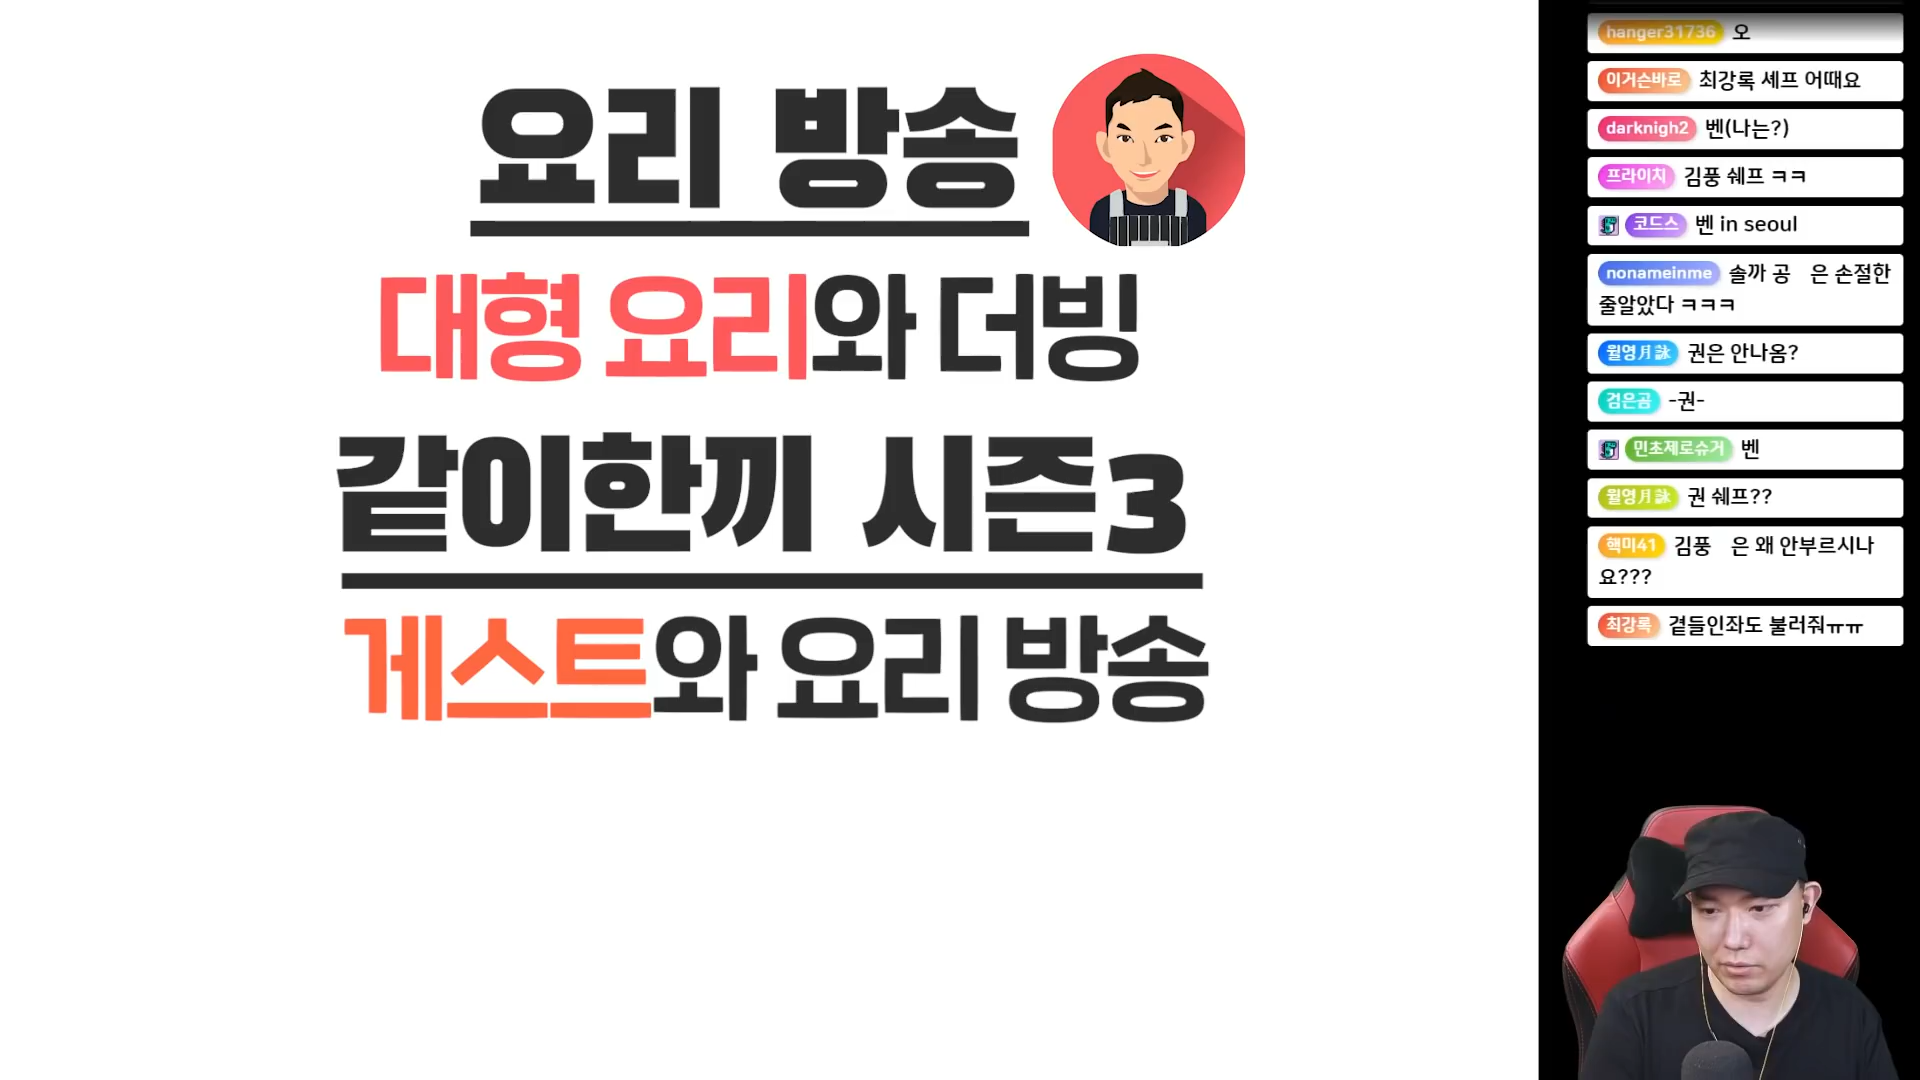 요리 방송
대형 요리와 더빙
같이한끼 시즌3
게스트와 요리 방송
hanger31736 오
이거슨바로 최강록 셰프 어때요
darknigh2 벤(나는?)
프라이치 김풍 쉐프 ㅋㅋ
코드스 벤 in seoul
nonameinme 솔까 공 은 손절한
줄알았다 ㅋㅋㅋ
월영月詠 권은 안나옴?
검은곰 -권-
민초제로슈거 벤
월영月詠 권 쉐프??
핵미41 김풍 은 왜 안부르시나
요???
최강록 곁들인좌도 불러줘ㅠㅠ